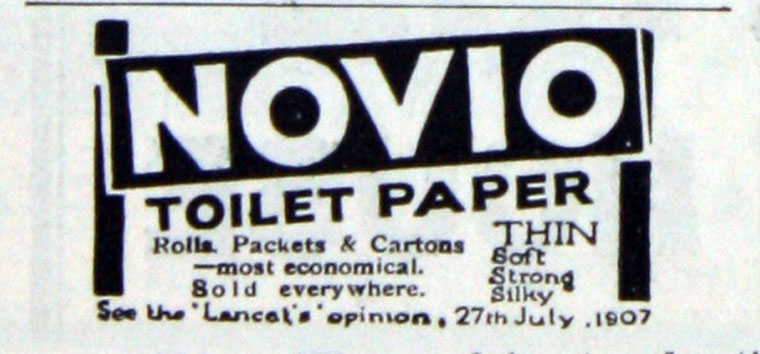 NOVIO
TOILET PAPER
Rolls. Packets & Cartons
—most economical.
Sold everywhere.
THIN
Soft
Strong
Silky
See the 'Lancet's' opinion, 27th July, 1907